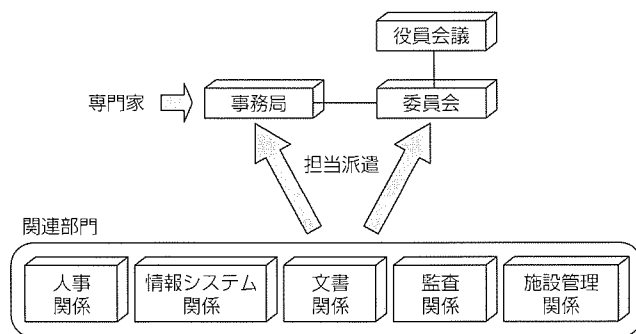 役員会議
専門家
事務局
委員会
担当派遣
関連部門
人事
関係
情報システム
関係
文書
関係
監査
関係
施設管理
関係